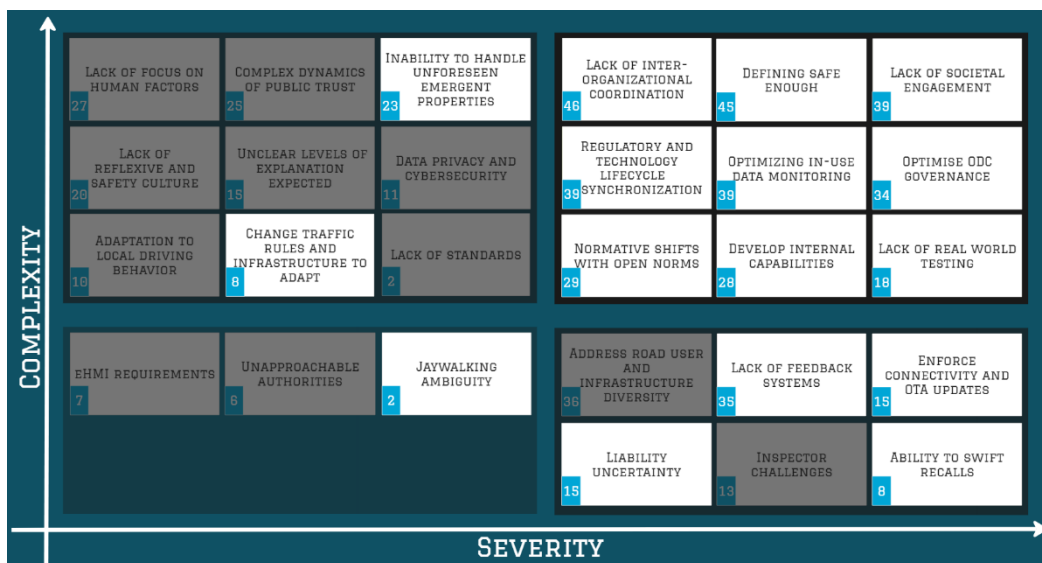 Lack of focus on
human factors
27
Complex dynamics
of public trust
25
Inability to handle
unforeseen
emergent
properties
23
Lack of inter-
organizational
coordination
46
Defining safe
enough
45
Lack of societal
engagement
39
Lack of
reflexive and
safety culture
20
Unclear levels of
explanation
expected
15
Data privacy and
cybersecurity
11
Regulatory and
technology
lifecycle
synchronization
39
Optimizing in-use
data monitoring
39
Optimise ODC
governance
34
Adaptation to
local driving
behavior
10
Change traffic
rules and
infrastructure to
adapt
8
Lack of standards
2
Normative shifts
with open norms
29
Develop internal
capabilities
28
Lack of real world
testing
18
eHMI requirements
7
Unapproachable
authorities
6
Jaywalking
ambiguity
2
Address road user
and
infrastructure
diversity
36
Lack of feedback
systems
35
Enforce
connectivity and
OTA updates
15
Liability
uncertainty
15
Inspector
challenges
13
Ability to swift
recalls
8
Complexity
Severity